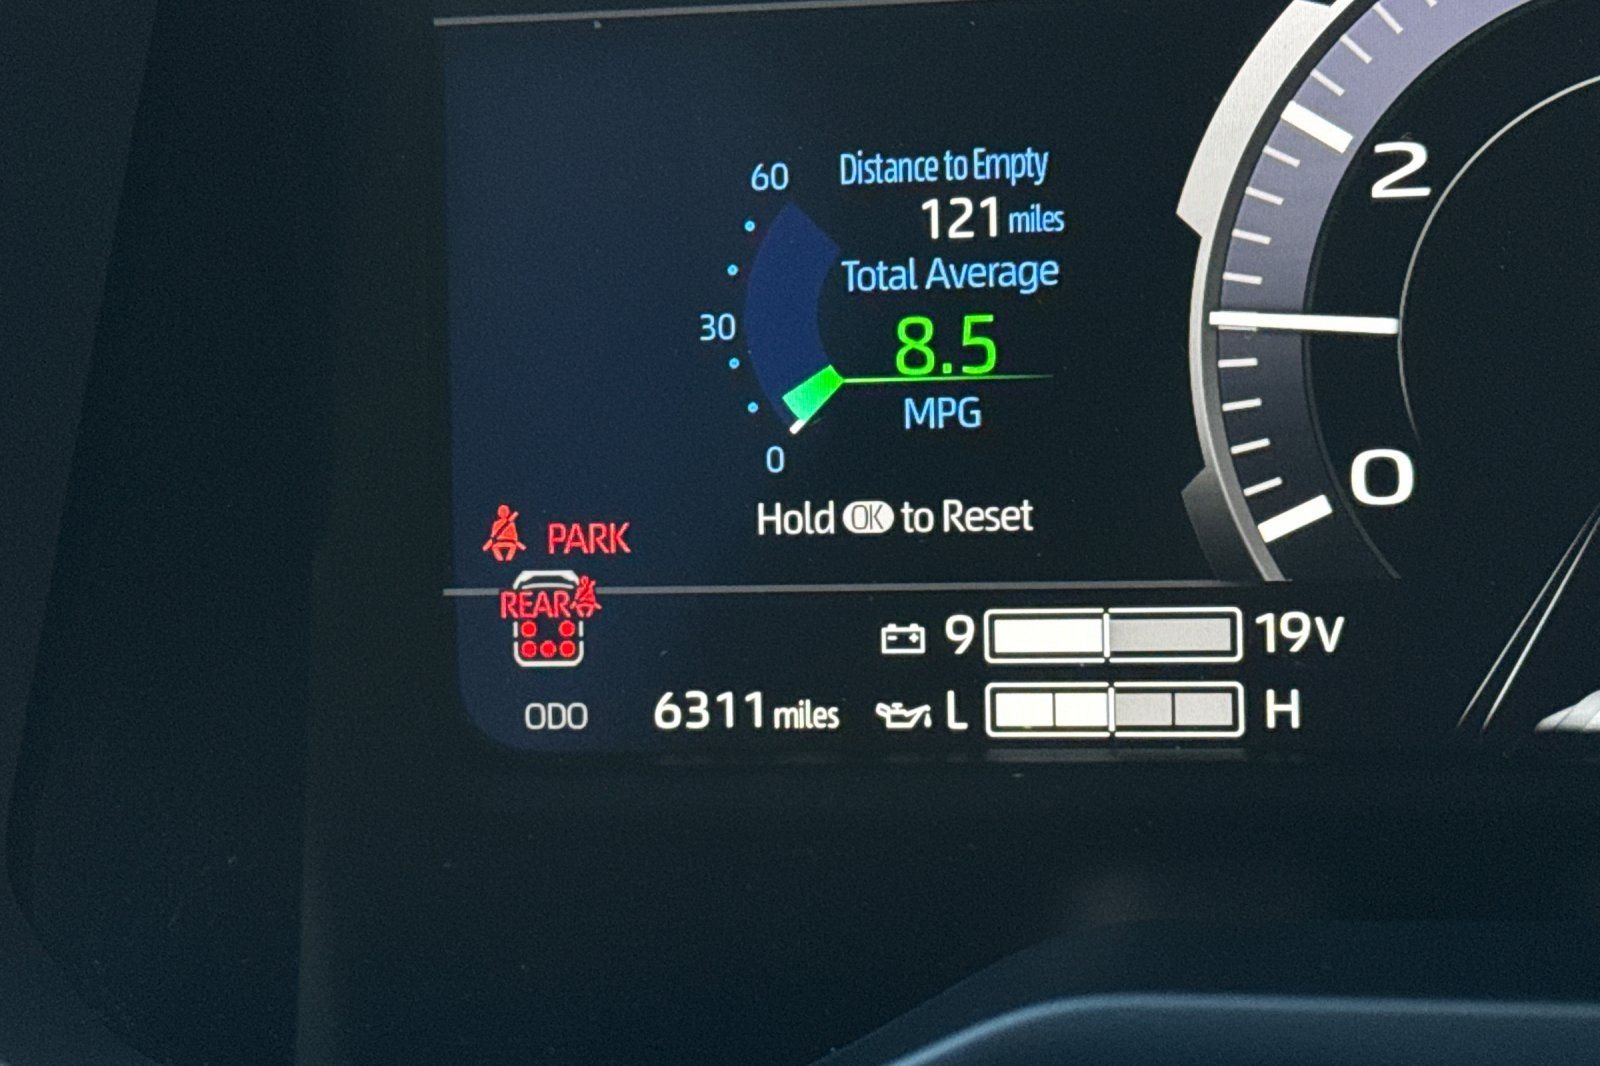 60
Distance to Empty
121 miles
Total Average
30
8.5
MPG
0
Hold OK to Reset
PARK
REAR
9 19V
ODO 6311 miles L H
2
0